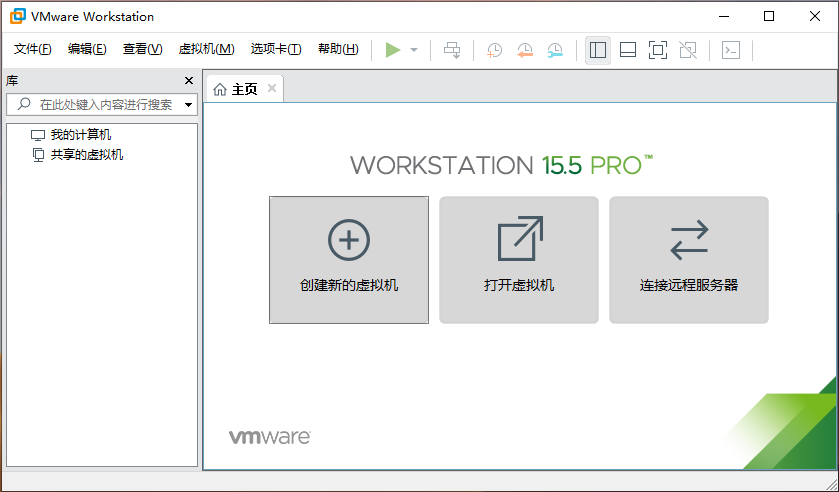 VMware Workstation
文件(F) 编辑(E) 查看(V) 虚拟机(M) 选项卡(T) 帮助(H)
库
在此处键入内容进行搜索
我的计算机
共享的虚拟机
主页
WORKSTATION 15.5 PRO™
创建新的虚拟机
打开虚拟机
连接远程服务器
vmware